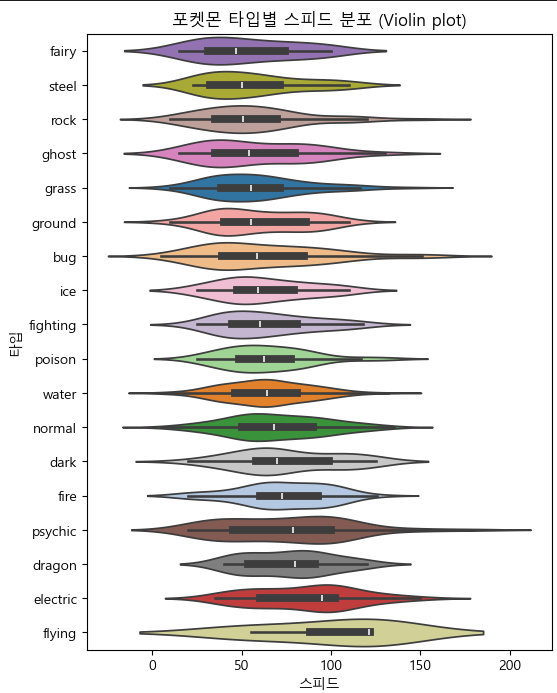 포켓몬 타입별 스피드 분포 (Violin plot)
타입
fairy
steel
rock
ghost
grass
ground
bug
ice
fighting
poison
water
normal
dark
fire
psychic
dragon
electric
flying
0 50 100 150 200
스피드